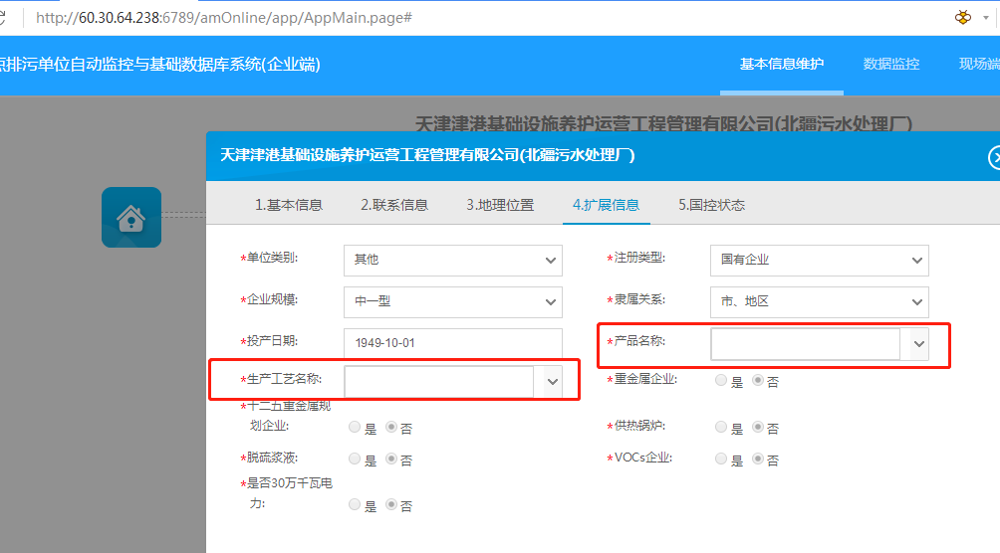 http://60.30.64.238:6789/amOnline/app/AppMain.page#
点排污单位自动监控与基础数据库系统(企业端)
基本信息维护 数据监控 现场端
天津津港基础设施养护运营工程管理有限公司(北疆污水处理厂)
天津津港基础设施养护运营工程管理有限公司(北疆污水处理厂)
1.基本信息 2.联系信息 3.地理位置 4.扩展信息 5.国控状态
*单位类别: 其他 *注册类型: 国有企业
*企业规模: 中一型 *隶属关系: 市、地区
*投产日期: 1949-10-01 *产品名称:
*生产工艺名称: *重金属企业: 是 否
*十二五重金属规
划企业: 是 否 *供热锅炉: 是 否
*脱硫浆液: 是 否 *VOCs企业: 是 否
*是否30万千瓦电
力: 是 否